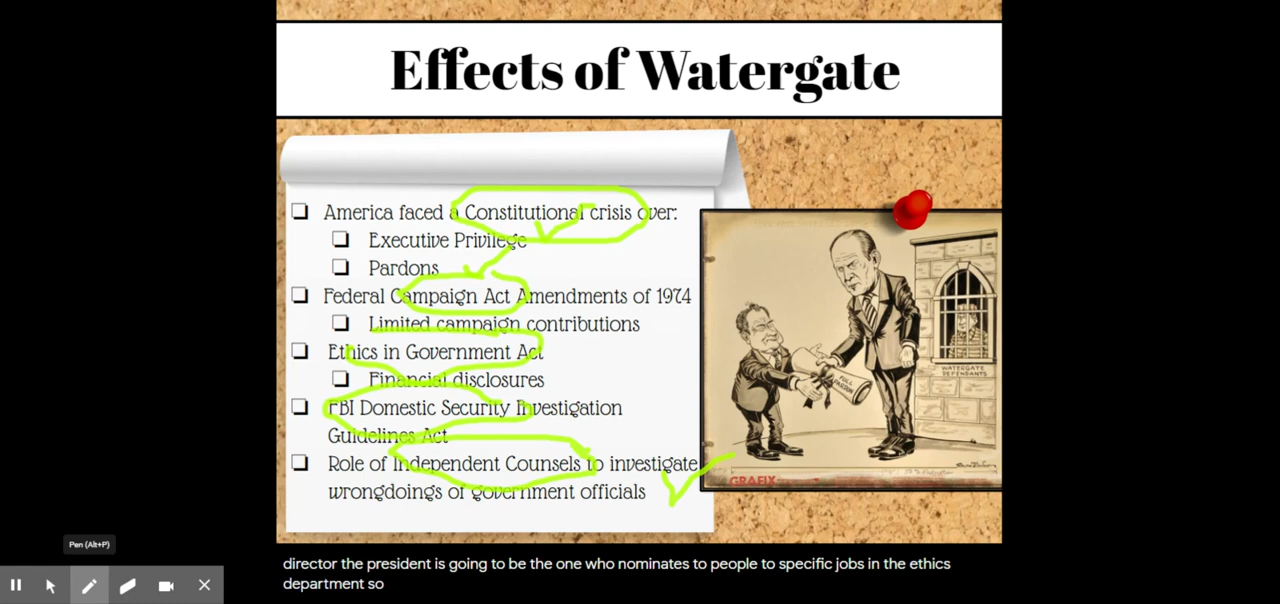 Effects of Watergate
America faced a Constitutional crisis over:
Executive Privilege
Pardons
Federal Campaign Act Amendments of 1974
Limited campaign contributions
Ethics in Government Act
Financial disclosures
FBI Domestic Security Investigation
Guidelines Act
Role of Independent Counsels to investigate
wrongdoings of government officials
FULL
PARDON
WATERGATE
DEFENDANTS
GRAFIX
Pen (Alt+P)
director the president is going to be the one who nominates to people to specific jobs in the ethics
department so